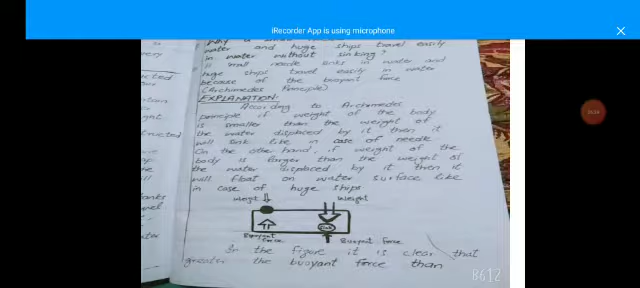 iRecorder App is using microphone
Why a small
water and huge ships travel easily
in water without sinking?
A small needle sinks in water and
huge ships travel easily in water
because of the buoyant force
(Archimedes Principle)
EXPLANATION:
According to Archimedes
principle if weight of the body
is smaller than the weight of
the water displaced by it then it
will sink like in case of needle.
On the other hand, if weight of the
body is larger than the weight of
the water displaced by it then it
will float on water surface like
in case of huge ships
weight
weight
Buoyant force
Buoyant force
In the figure it is clear that
greater the buoyant force than
8612